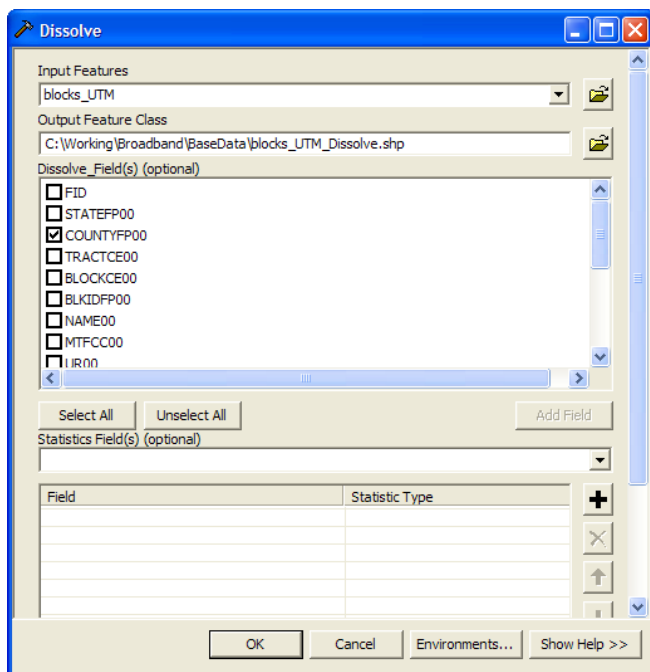 Dissolve
Input Features
blocks_UTM
Output Feature Class
C:\Working\Broadband\BaseData\blocks_UTM_Dissolve.shp
Dissolve_Field(s) (optional)
FID
STATEFP00
COUNTYFP00
TRACTCE00
BLOCKCE00
BLKIDFP00
NAME00
MTFCC00
UR00
Select All Unselect All Add Field
Statistics Field(s) (optional)
Field Statistic Type
OK Cancel Environments... Show Help >>